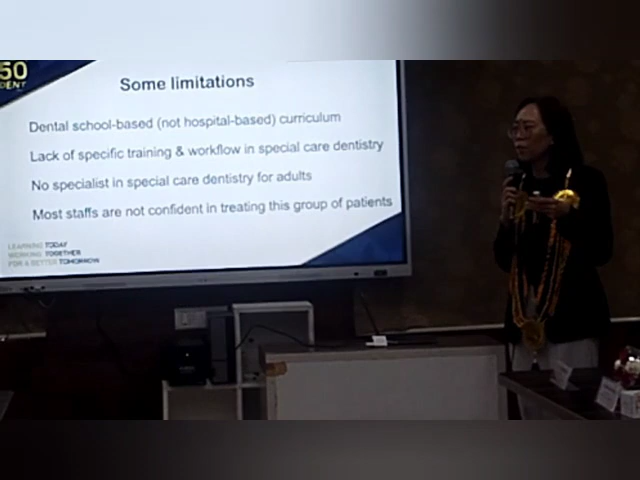 50
DENT
Some limitations
Dental school-based (not hospital-based) curriculum
Lack of specific training & workflow in special care dentistry
No specialist in special care dentistry for adults
Most staffs are not confident in treating this group of patients
LEARNING TODAY
WORKING TOGETHER
FOR A BETTER TOMORROW